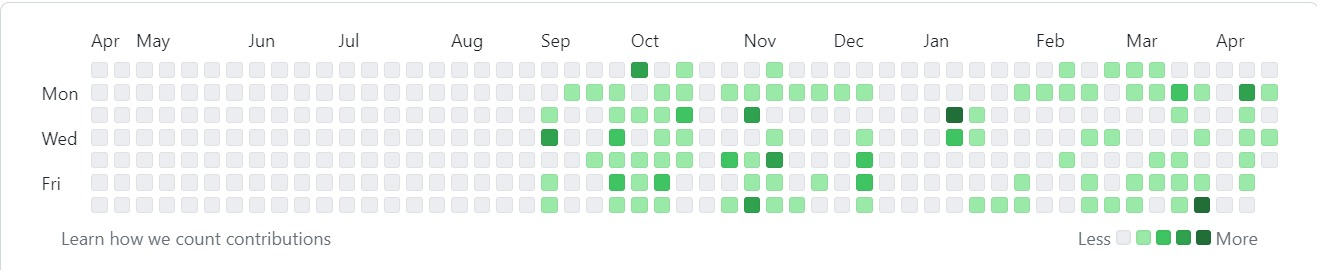 Apr May Jun Jul Aug Sep Oct Nov Dec Jan Feb Mar Apr
Mon
Wed
Fri
Learn how we count contributions Less More